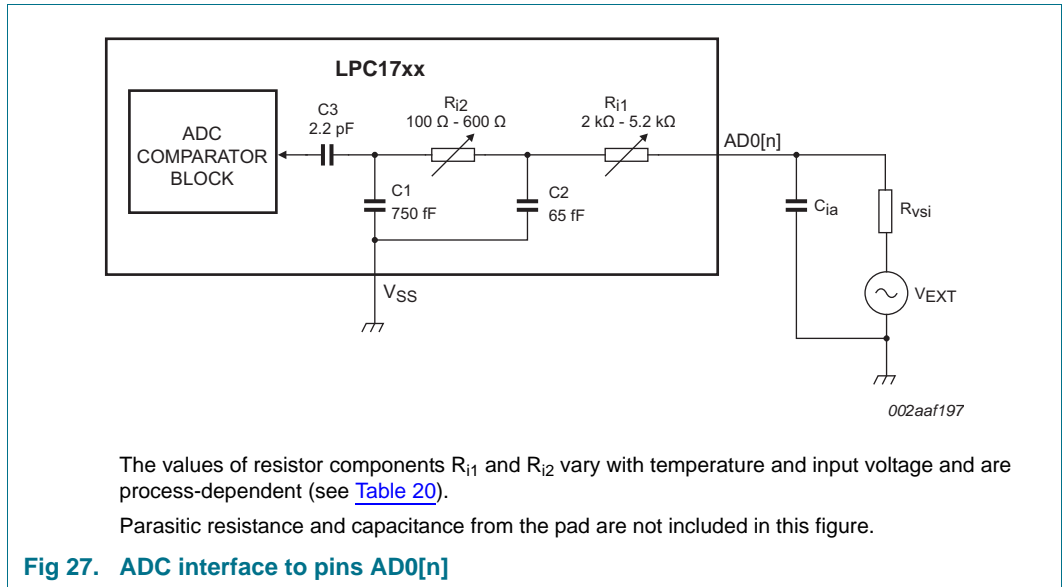 LPC17xx
ADC
COMPARATOR
BLOCK
C3
2.2 pF
Ri2
100 Ω - 600 Ω
Ri1
2 kΩ - 5.2 kΩ
AD0[n]
C1
750 fF
C2
65 fF
Cia
Rvsi
VSS
VEXT
002aaf197
The values of resistor components Ri1 and Ri2 vary with temperature and input voltage and are
process-dependent (see Table 20).
Parasitic resistance and capacitance from the pad are not included in this figure.
Fig 27. ADC interface to pins AD0[n]